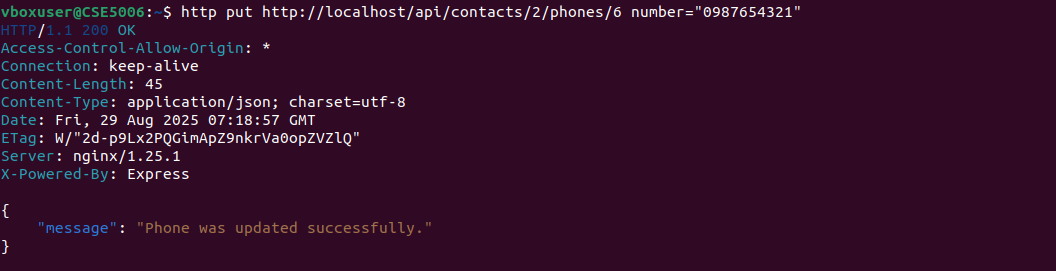 vboxuser@CSE5006:~$ http put http://localhost/api/contacts/2/phones/6 number="0987654321"
HTTP/1.1 200 OK
Access-Control-Allow-Origin: *
Connection: keep-alive
Content-Length: 45
Content-Type: application/json; charset=utf-8
Date: Fri, 29 Aug 2025 07:18:57 GMT
ETag: W/"2d-p9Lx2PQGimApZ9nkrVa0opZVZlQ"
Server: nginx/1.25.1
X-Powered-By: Express
{
    "message": "Phone was updated successfully."
}